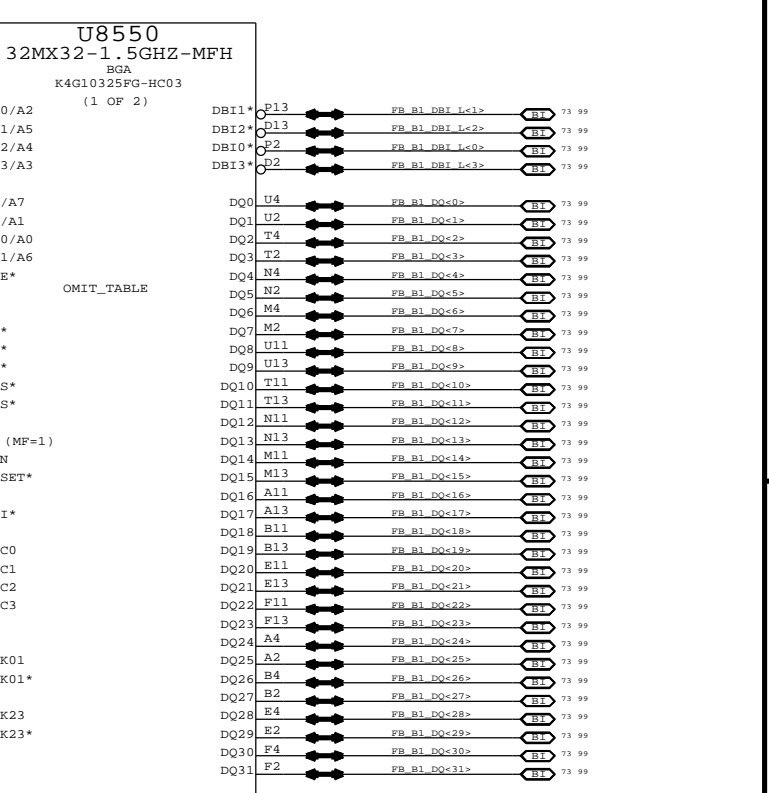 U8550
32MX32-1.5GHZ-MFH
BGA
K4G10325FG-HC03
(1 OF 2)
0/A2 DBI1* P13 FB_B1_DBI_L<1> BI 73 99
1/A5 DBI2* D13 FB_B1_DBI_L<2> BI 73 99
2/A4 DBI0* P2 FB_B1_DBI_L<0> BI 73 99
3/A3 DBI3* D2 FB_B1_DBI_L<3> BI 73 99
/A7 DQ0 U4 FB_B1_DQ<0> BI 73 99
/A1 DQ1 U2 FB_B1_DQ<1> BI 73 99
0/A0 DQ2 T4 FB_B1_DQ<2> BI 73 99
1/A6 DQ3 T2 FB_B1_DQ<3> BI 73 99
E* DQ4 N4 FB_B1_DQ<4> BI 73 99
OMIT_TABLE DQ5 N2 FB_B1_DQ<5> BI 73 99
DQ6 M4 FB_B1_DQ<6> BI 73 99
* DQ7 M2 FB_B1_DQ<7> BI 73 99
* DQ8 U11 FB_B1_DQ<8> BI 73 99
* DQ9 U13 FB_B1_DQ<9> BI 73 99
S* DQ10 T11 FB_B1_DQ<10> BI 73 99
S* DQ11 T13 FB_B1_DQ<11> BI 73 99
DQ12 N11 FB_B1_DQ<12> BI 73 99
(MF=1) DQ13 N13 FB_B1_DQ<13> BI 73 99
N DQ14 M11 FB_B1_DQ<14> BI 73 99
SET* DQ15 M13 FB_B1_DQ<15> BI 73 99
DQ16 A11 FB_B1_DQ<16> BI 73 99
I* DQ17 A13 FB_B1_DQ<17> BI 73 99
DQ18 B11 FB_B1_DQ<18> BI 73 99
C0 DQ19 B13 FB_B1_DQ<19> BI 73 99
C1 DQ20 E11 FB_B1_DQ<20> BI 73 99
C2 DQ21 E13 FB_B1_DQ<21> BI 73 99
C3 DQ22 F11 FB_B1_DQ<22> BI 73 99
DQ23 F13 FB_B1_DQ<23> BI 73 99
DQ24 A4 FB_B1_DQ<24> BI 73 99
K01 DQ25 A2 FB_B1_DQ<25> BI 73 99
K01* DQ26 B4 FB_B1_DQ<26> BI 73 99
DQ27 B2 FB_B1_DQ<27> BI 73 99
K23 DQ28 E4 FB_B1_DQ<28> BI 73 99
K23* DQ29 E2 FB_B1_DQ<29> BI 73 99
DQ30 F4 FB_B1_DQ<30> BI 73 99
DQ31 F2 FB_B1_DQ<31> BI 73 99